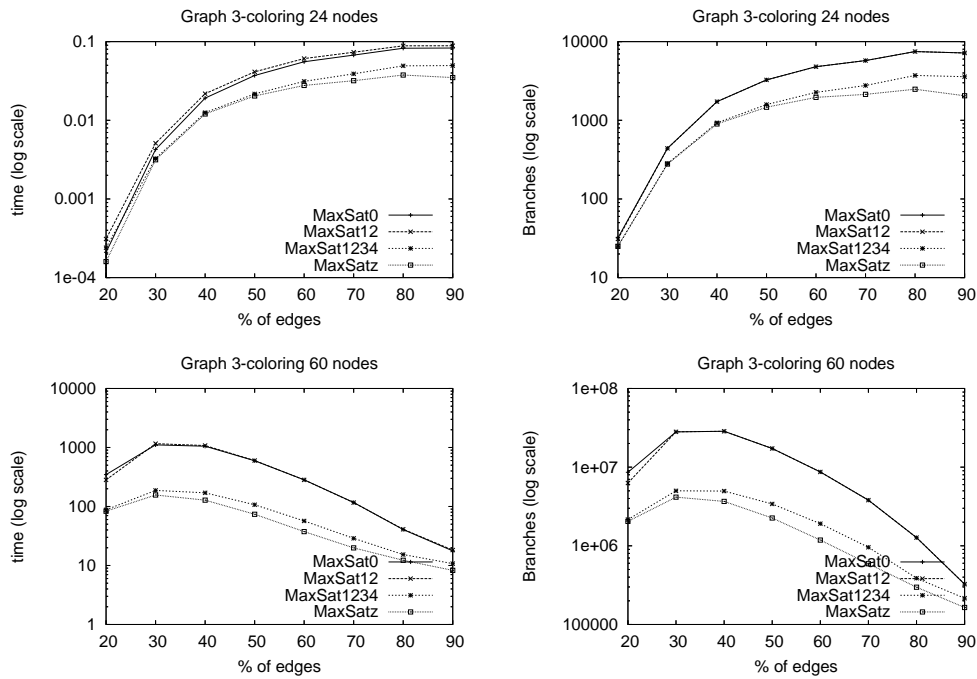 Graph 3-coloring 24 nodes
time (log scale)
0.1
0.01
0.001
1e-04
MaxSat0
MaxSat12
MaxSat1234
MaxSatz
20 30 40 50 60 70 80 90
% of edges
Graph 3-coloring 24 nodes
Branches (log scale)
10000
1000
100
10
MaxSat0
MaxSat12
MaxSat1234
MaxSatz
20 30 40 50 60 70 80 90
% of edges
Graph 3-coloring 60 nodes
time (log scale)
10000
1000
100
10
1
MaxSat0
MaxSat12
MaxSat1234
MaxSatz
20 30 40 50 60 70 80 90
% of edges
Graph 3-coloring 60 nodes
Branches (log scale)
1e+08
1e+07
1e+06
100000
MaxSat0
MaxSat12
MaxSat1234
MaxSatz
20 30 40 50 60 70 80 90
% of edges